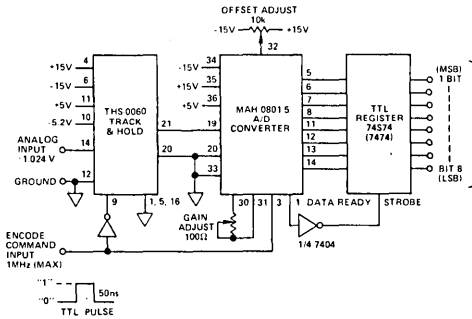 OFFSET ADJUST
10k
-15V
+15V
32
4
+15V
6
-15V
11
+5V
10
-5.2V
14
ANALOG
INPUT
1.024 V
12
GROUND
9
1, 5, 16
THS 0060
TRACK
& HOLD
21
19
20
20
33
-15V
34
+15V
35
+5V
36
MAH 0801 5
A/D
CONVERTER
5
6
7
8
11
12
13
14
TTL
REGISTER
74S74
(7474)
(MSB)
1 BIT
BIT 8
(LSB)
30
31
3
1
DATA READY
STROBE
GAIN
ADJUST
100Ω
1/4 7404
ENCODE
COMMAND
INPUT
1MHz (MAX)
"1"
"0"
50ns
TTL PULSE